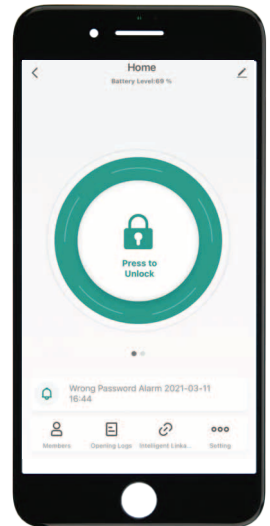 Home
Battery Level:69 %
Press to
Unlock
Wrong Password Alarm 2021-03-11
16:44
Members
Opening Logs
Intelligent Linka...
Setting